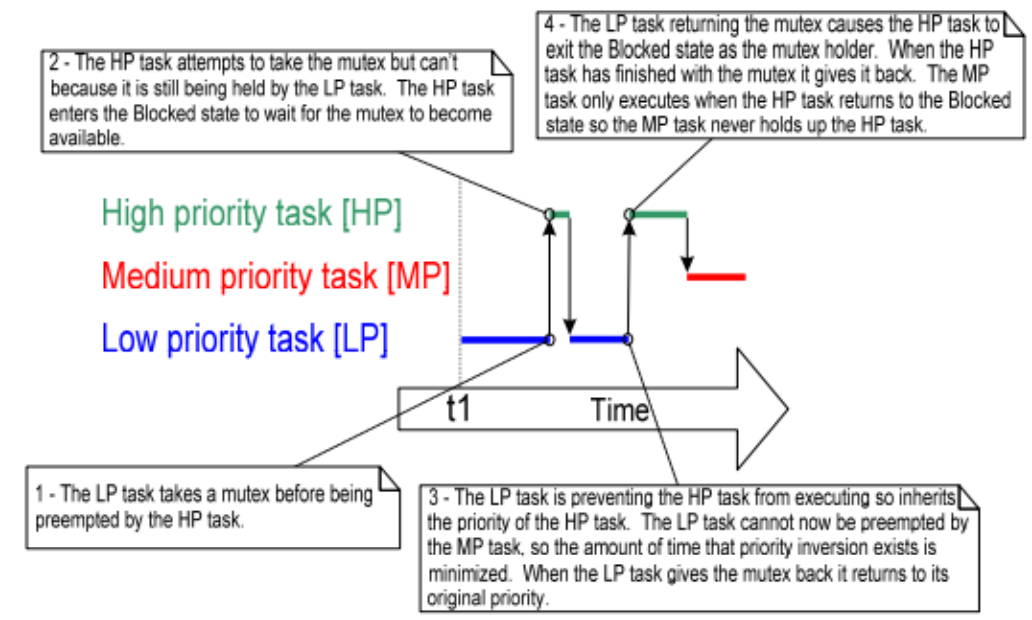 4 - The LP task returning the mutex causes the HP task to
exit the Blocked state as the mutex holder. When the HP
task has finished with the mutex it gives it back. The MP
task only executes when the HP task returns to the Blocked
state so the MP task never holds up the HP task.
2 - The HP task attempts to take the mutex but can't
because it is still being held by the LP task. The HP task
enters the Blocked state to wait for the mutex to become
available.
High priority task [HP]
Medium priority task [MP]
Low priority task [LP]
t1 Time
1 - The LP task takes a mutex before being
preempted by the HP task.
3 - The LP task is preventing the HP task from executing so inherits
the priority of the HP task. The LP task cannot now be preempted by
the MP task, so the amount of time that priority inversion exists is
minimized. When the LP task gives the mutex back it returns to its
original priority.